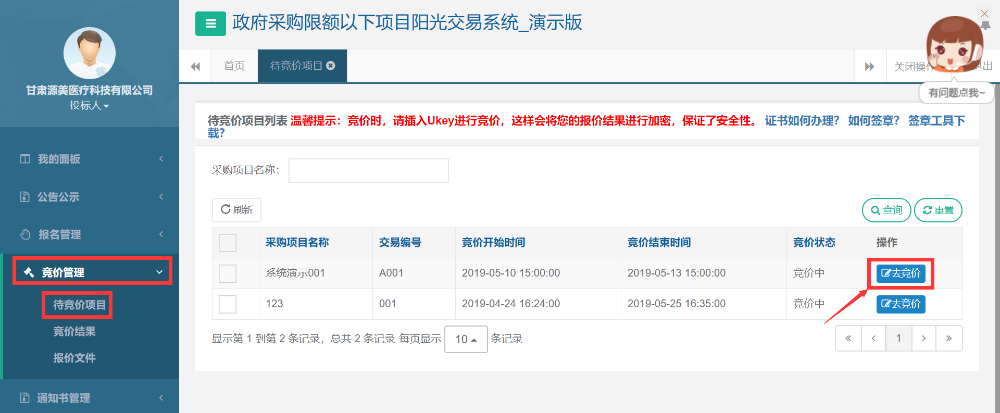 政府采购限额以下项目阳光交易系统_演示版
甘肃源美医疗科技有限公司
投标人
首页
待竞价项目
关闭操作
退出
有问题点我~
我的面板
公告公示
报名管理
竞价管理
待竞价项目
竞价结果
报价文件
通知书管理
待竞价项目列表 温馨提示：竞价时，请插入Ukey进行竞价，这样会将您的报价结果进行加密，保证了安全性。 证书如何办理？ 如何签章？ 签章工具下
载?
采购项目名称：
刷新
查询 重置
采购项目名称 交易编号 竞价开始时间 竞价结束时间 竞价状态 操作
系统演示001 A001 2019-05-10 15:00:00 2019-05-13 15:00:00 竞价中 去竞价
123 001 2019-04-24 16:24:00 2019-05-25 16:35:00 竞价中 去竞价
显示第 1 到第 2 条记录，总共 2 条记录 每页显示 10 条记录
« ‹ 1 › »